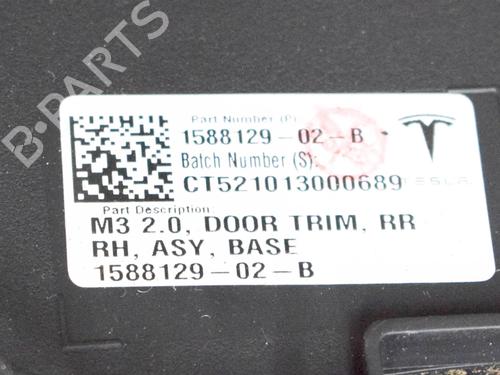 B-PARTS
Part Number (P)
1588129-02-B
Batch Number (S):
CT521013000689
TESLA
Part Description:
M3 2.0, DOOR TRIM, RR
RH, ASY, BASE
1588129-02-B